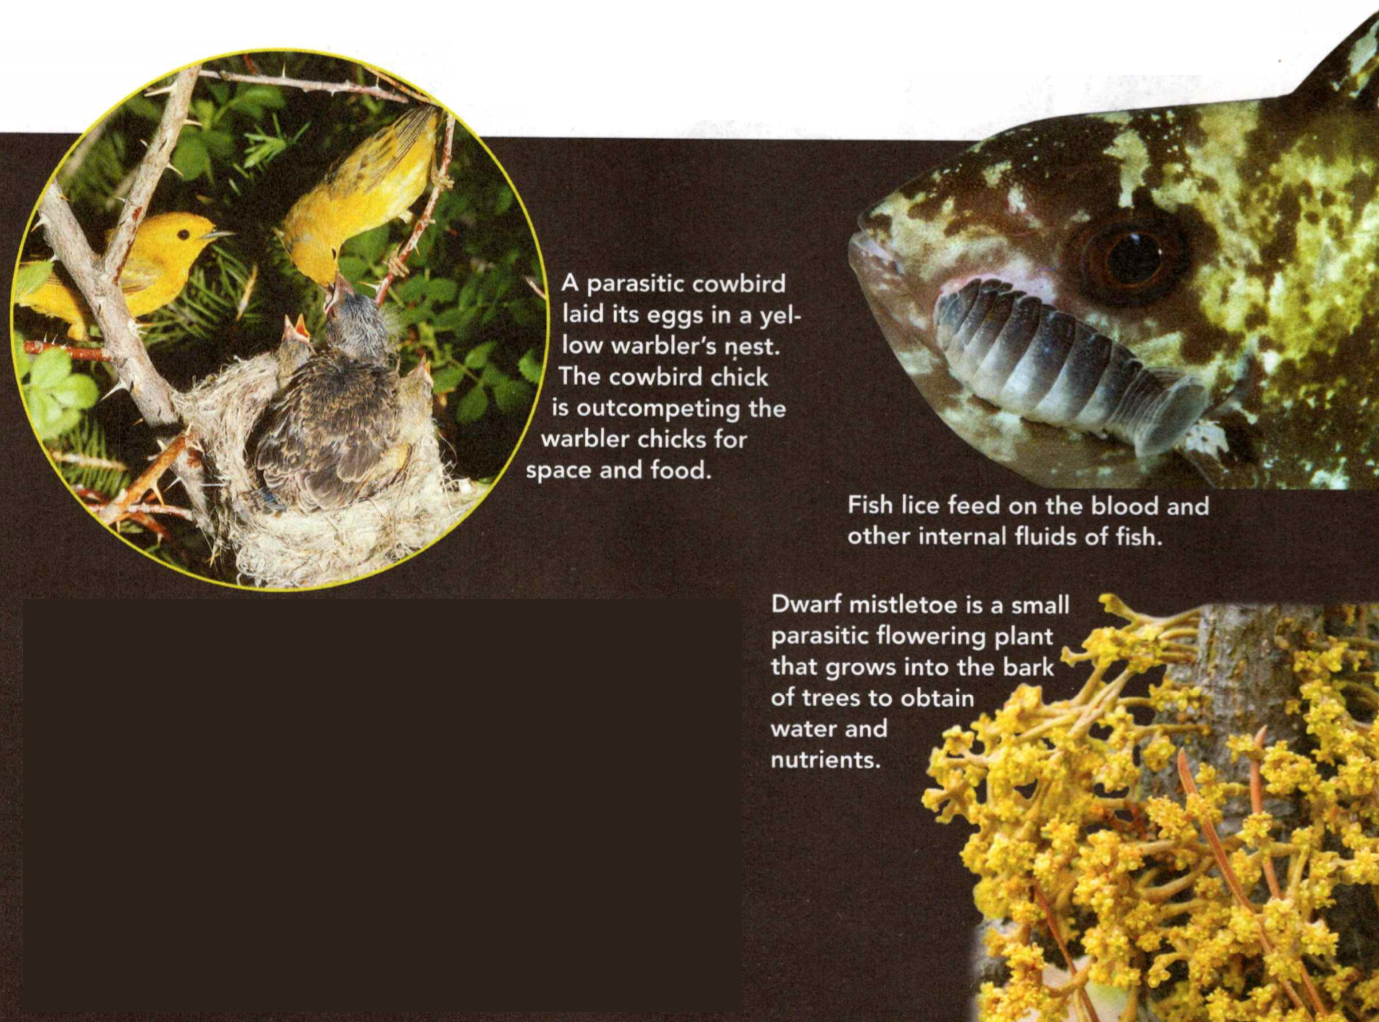 A parasitic cowbird
laid its eggs in a yel-
low warbler's nest.
The cowbird chick
is outcompeting the
warbler chicks for
space and food.
Fish lice feed on the blood and
other internal fluids of fish.
Dwarf mistletoe is a small
parasitic flowering plant
that grows into the bark
of trees to obtain
water and
nutrients.